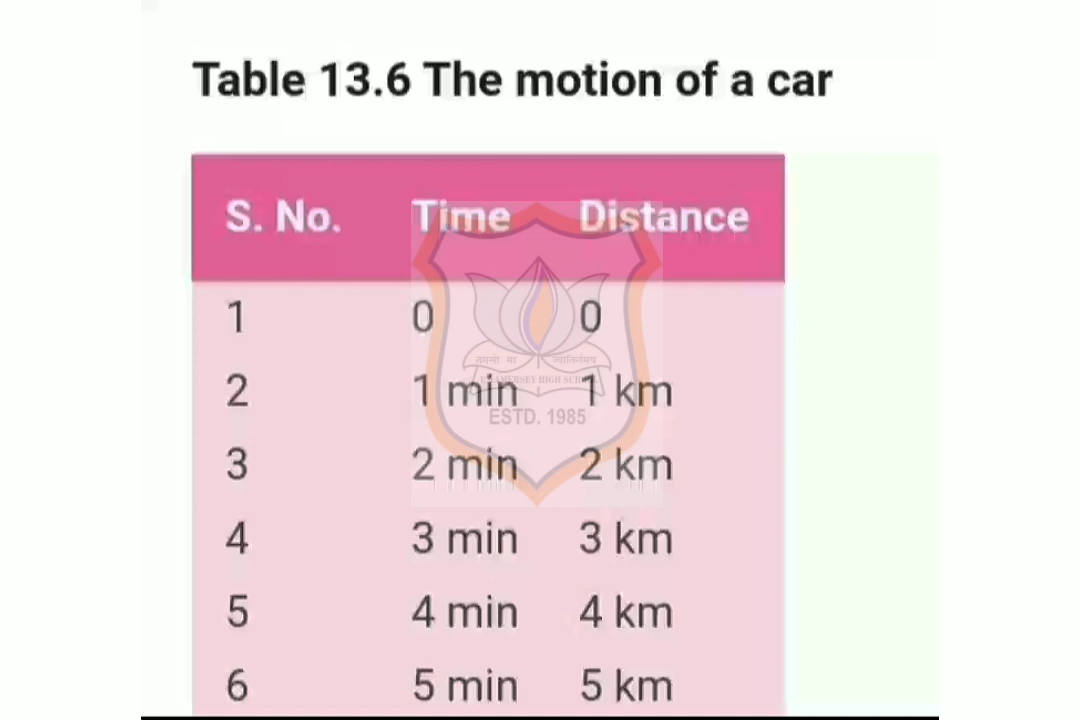 Table 13.6 The motion of a car
S. No. Time Distance
1 0 0
2 1 min 1 km
ESTD. 1985
3 2 min 2 km
4 3 min 3 km
5 4 min 4 km
6 5 min 5 km